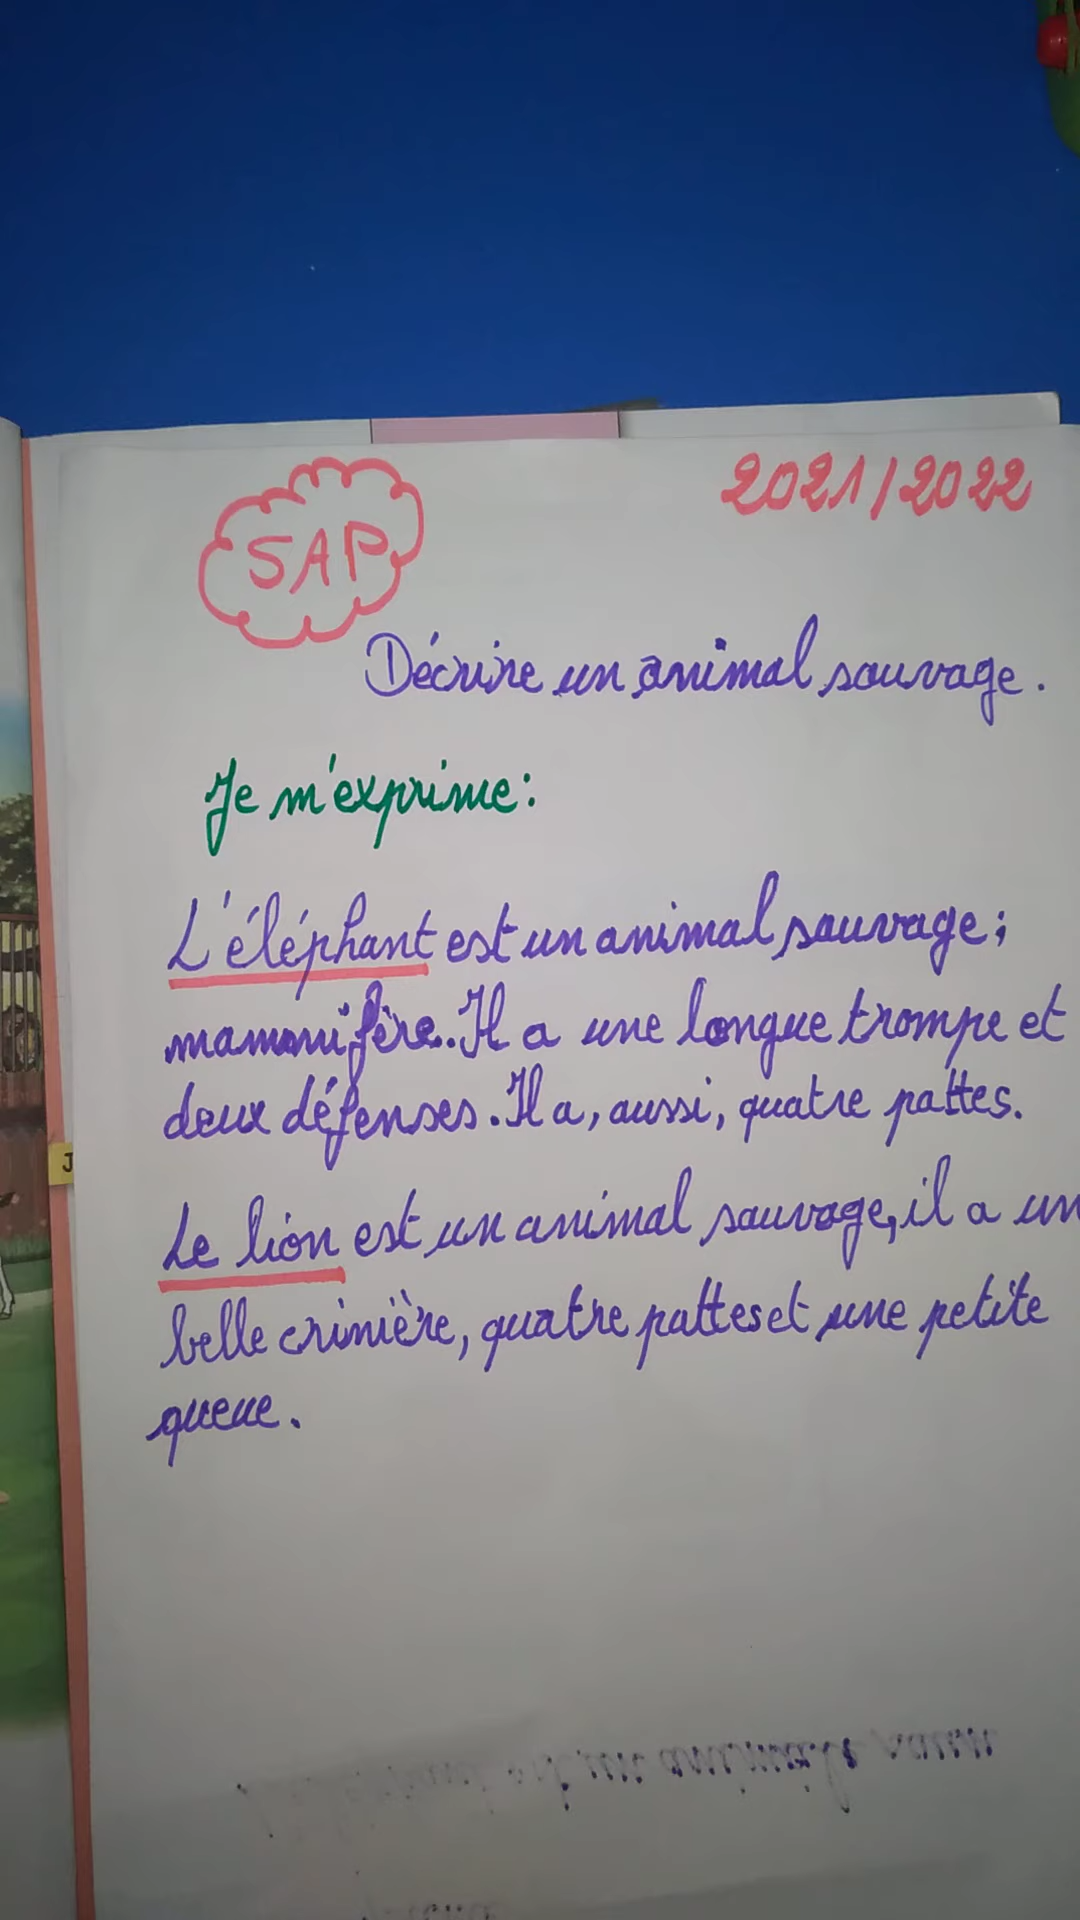 2021/2022
SAP
Décrire un animal sauvage.
Je m'exprime:
L'éléphant est un animal sauvage;
mammifère..Il a une longue trompe et
deux défenses. Il a, aussi, quatre pattes.
Le lion est un animal sauvage, il a un
belle crinière, quatre pattes et une petite
queue.
J